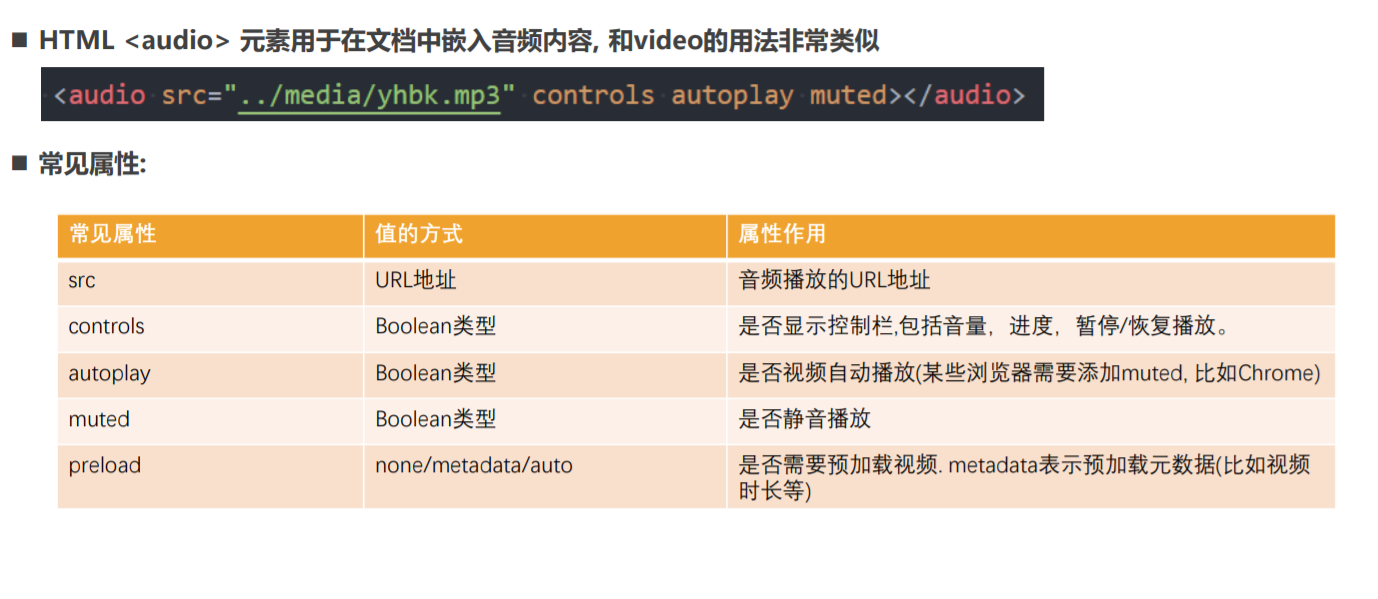 ■ HTML <audio> 元素用于在文档中嵌入音频内容, 和video的用法非常类似
<audio src="../media/yhbk.mp3" controls autoplay muted></audio>
■ 常见属性:
常见属性 值的方式 属性作用
src URL地址 音频播放的URL地址
controls Boolean类型 是否显示控制栏,包括音量，进度，暂停/恢复播放。
autoplay Boolean类型 是否视频自动播放(某些浏览器需要添加muted, 比如Chrome)
muted Boolean类型 是否静音播放
preload none/metadata/auto 是否需要预加载视频. metadata表示预加载元数据(比如视频
时长等)